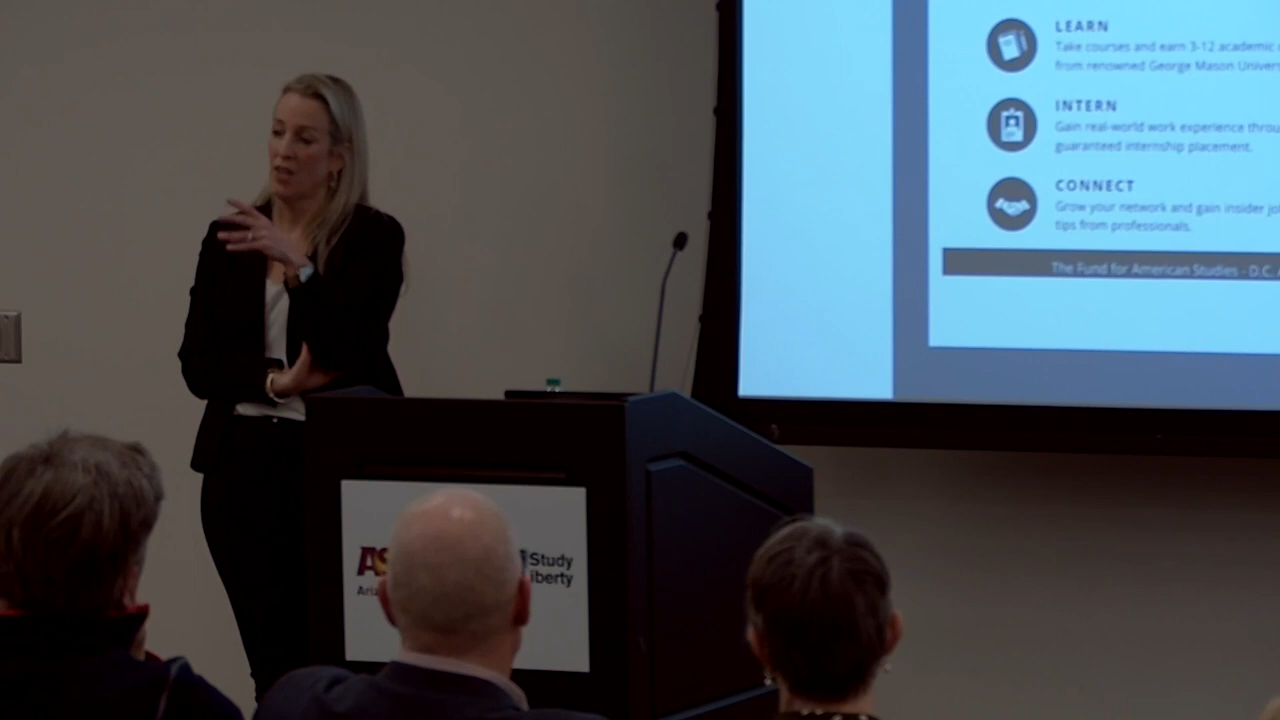 LEARN
Take courses and earn 3-12 academic
from renowned George Mason Univers
INTERN
Gain real-world work experience throu
guaranteed internship placement.
CONNECT
Grow your network and gain insider jo
tips from professionals.
The Fund for American Studies - D.C. A
AS
Ariz
Study
iberty